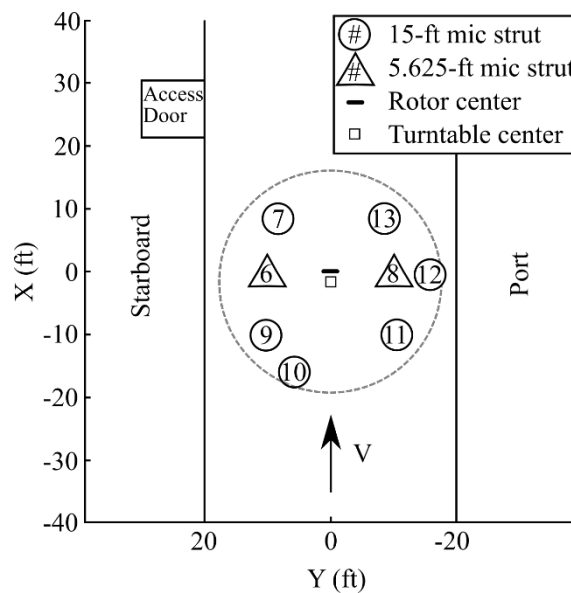 40
30
20
10
0
-10
-20
-30
-40
X (ft)
# 15-ft mic strut
# 5.625-ft mic strut
Rotor center
Turntable center
Access
Door
Starboard
Port
7
13
6
8
12
9
11
10
V
20
0
-20
Y (ft)